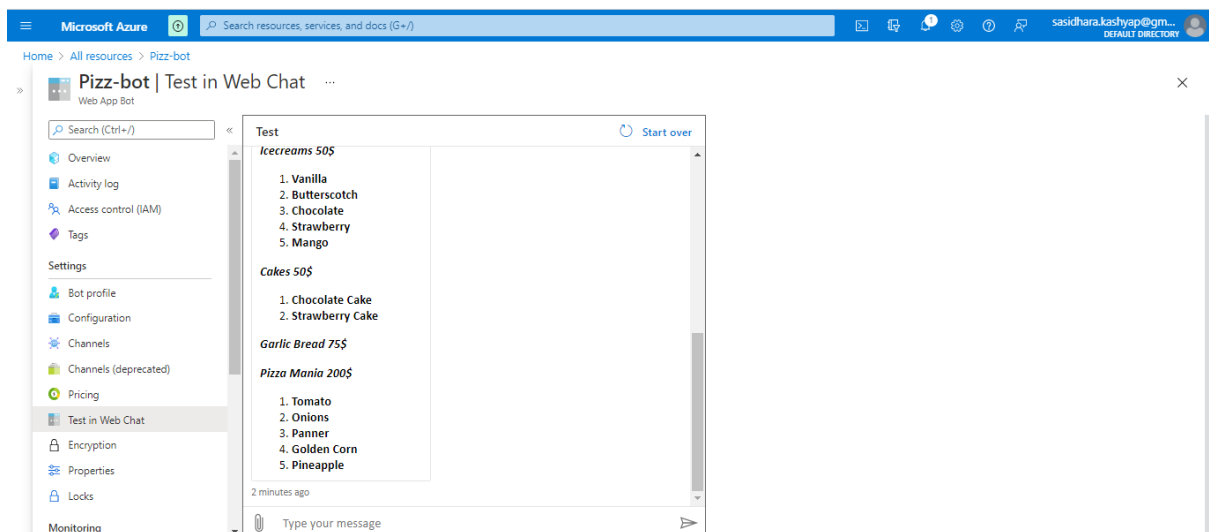 Microsoft Azure
Search resources, services, and docs (G+/)
1
sasidhara.kashyap@gm...
DEFAULT DIRECTORY
Home > All resources > Pizz-bot
Pizz-bot | Test in Web Chat ...
Web App Bot
Search (Ctrl+/)
Overview
Activity log
Access control (IAM)
Tags
Settings
Bot profile
Configuration
Channels
Channels (deprecated)
Pricing
Test in Web Chat
Encryption
Properties
Locks
Monitoring
Test
Start over
Icecreams 50$
1. Vanilla
2. Butterscotch
3. Chocolate
4. Strawberry
5. Mango
Cakes 50$
1. Chocolate Cake
2. Strawberry Cake
Garlic Bread 75$
Pizza Mania 200$
1. Tomato
2. Onions
3. Panner
4. Golden Corn
5. Pineapple
2 minutes ago
Type your message